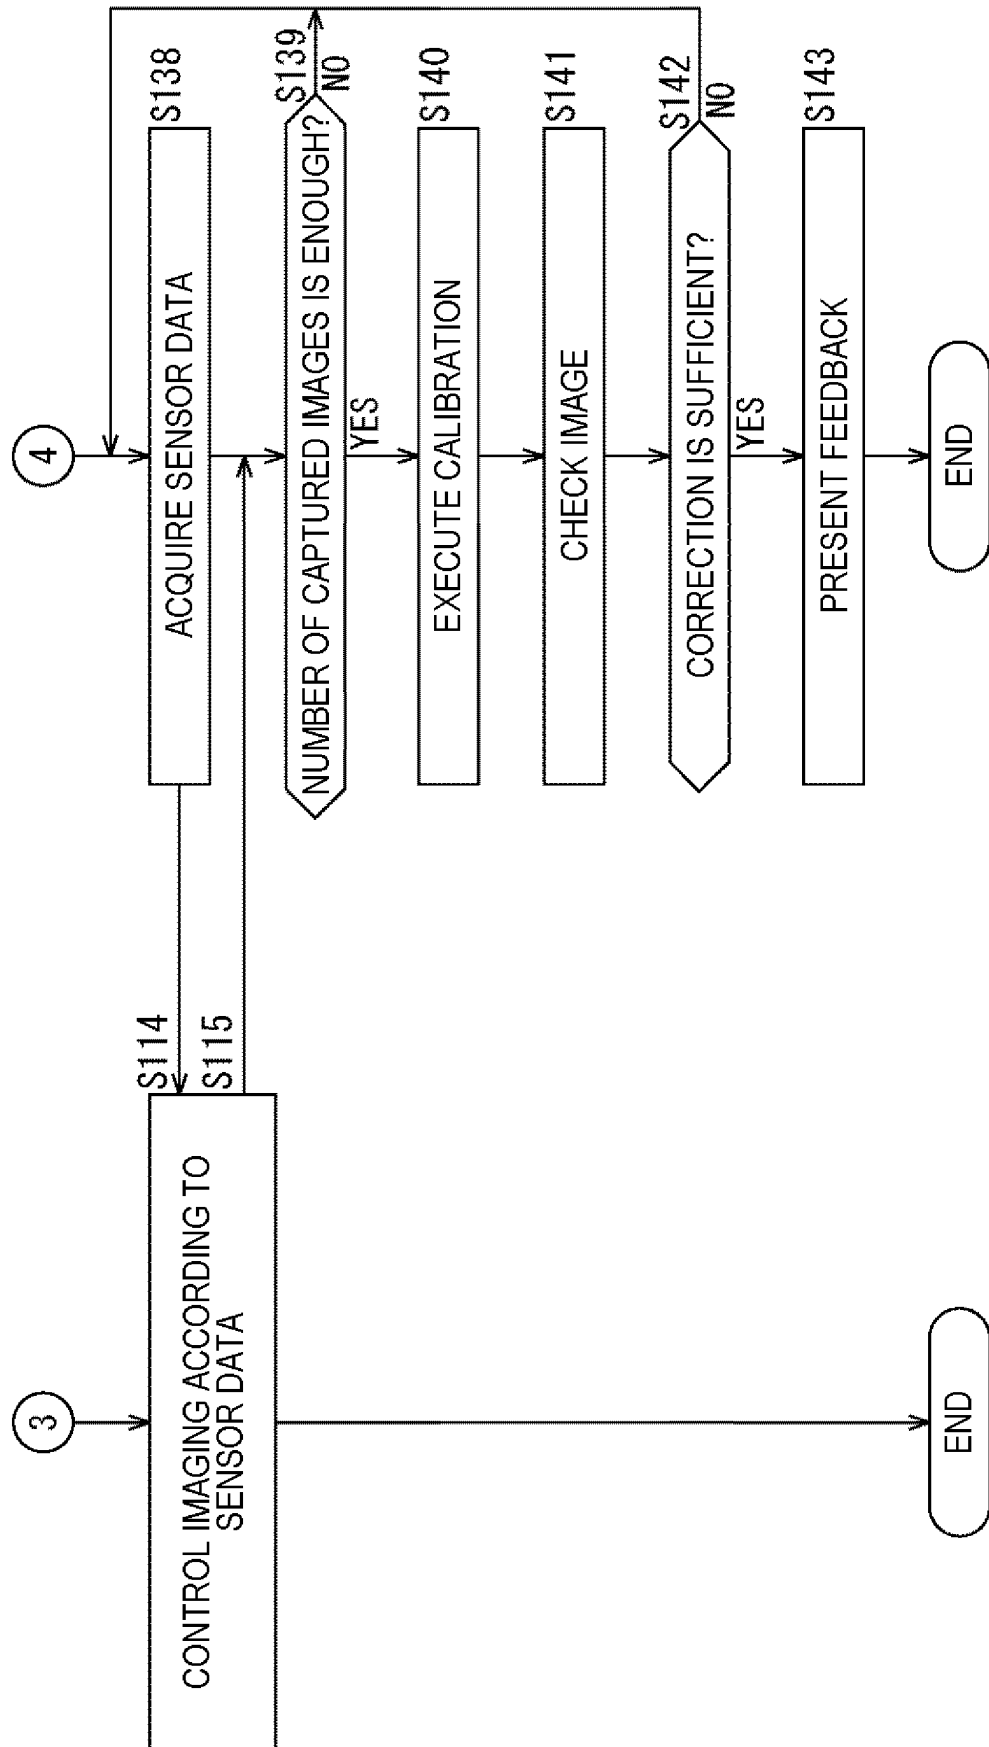 3
CONTROL IMAGING ACCORDING TO
SENSOR DATA
S114
S115
END
4
ACQUIRE SENSOR DATA
S138
NUMBER OF CAPTURED IMAGES IS ENOUGH?
S139
NO
YES
EXECUTE CALIBRATION
S140
CHECK IMAGE
S141
CORRECTION IS SUFFICIENT?
S142
NO
YES
PRESENT FEEDBACK
S143
END